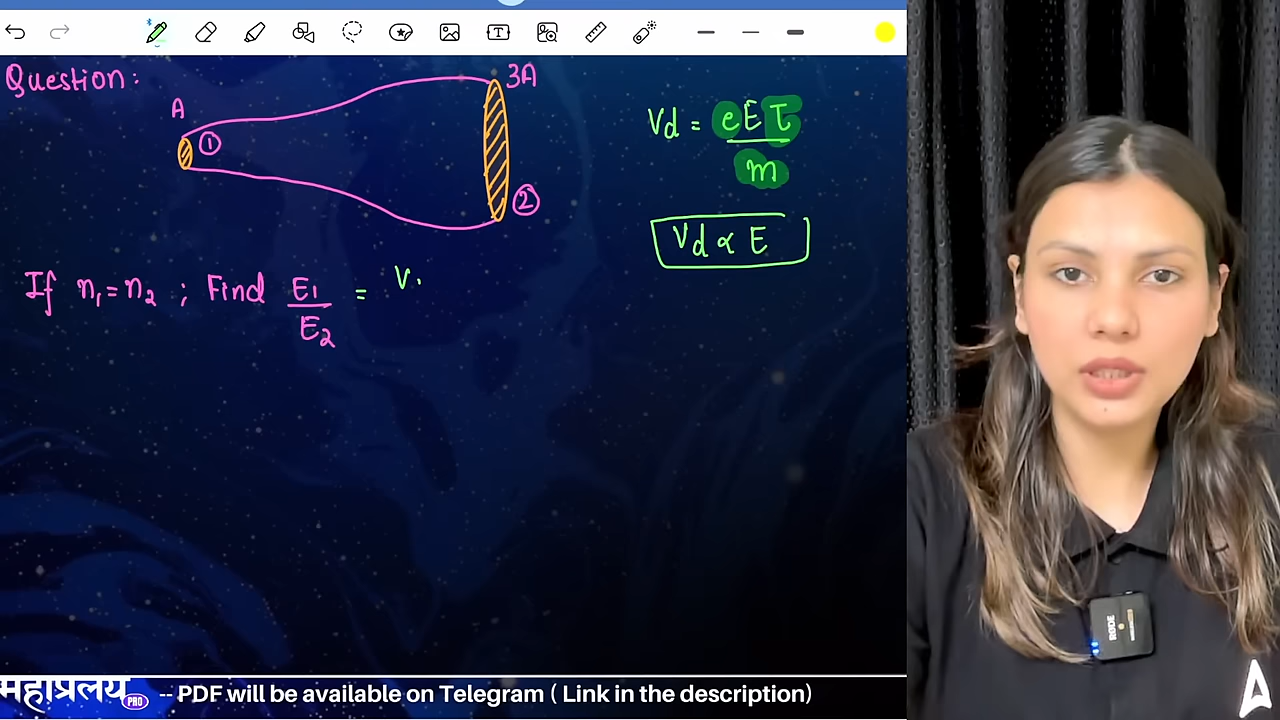 Question:
A
3A
①
②
Vd = eEτ
m
Vd ∝ E
If n₁=n₂ ; Find E₁ = V.
E₂
RØDE
महाप्रलय PRO -- PDF will be available on Telegram ( Link in the description)